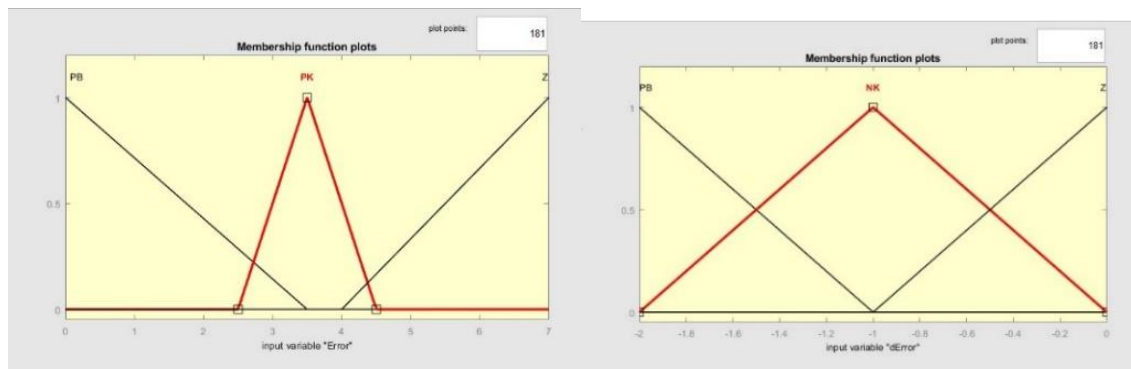 plot points: 181
Membership function plots
PB PK Z
1
0.5
0
0 1 2 3 4 5 6 7
input variable "Error"
plot points: 181
Membership function plots
PB NK Z
1
0.5
0
-2 -1.8 -1.6 -1.4 -1.2 -1 -0.8 -0.6 -0.4 -0.2 0
input variable "dError"